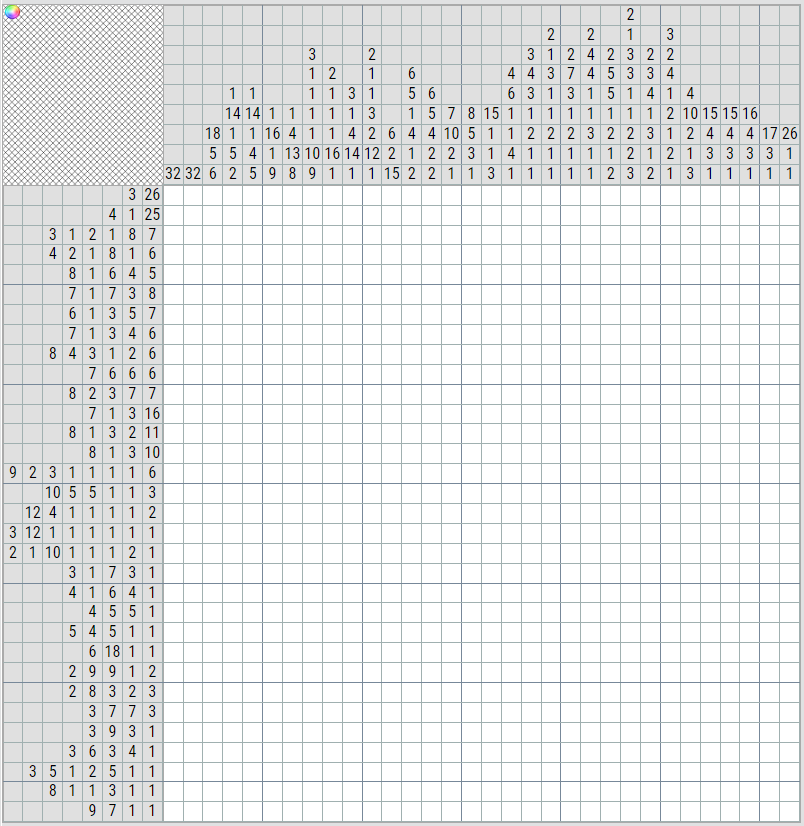 2
2 2 1 3
3 2 3 1 2 4 2 3 2 2
1 2 1 6 4 4 3 7 4 5 3 3 4
1 1 1 1 3 1 5 6 6 3 1 3 1 5 1 4 1 4
14 14 1 1 1 1 1 3 1 5 7 8 15 1 1 1 1 1 1 1 1 2 10 15 15 16
18 1 1 16 4 1 1 4 2 6 4 4 10 5 1 1 2 2 2 3 2 2 3 1 2 4 4 4 17 26
5 5 4 1 13 10 16 14 12 2 1 2 2 3 1 4 1 1 1 1 1 2 1 2 1 3 3 3 3 1
32 32 6 2 5 9 8 9 1 1 1 15 2 2 1 1 3 1 1 1 1 1 2 3 2 1 3 1 1 1 1 1
3 26
4 1 25
3 1 2 1 8 7
4 2 1 8 1 6
8 1 6 4 5
7 1 7 3 8
6 1 3 5 7
7 1 3 4 6
8 4 3 1 2 6
7 6 6 6
8 2 3 7 7
7 1 3 16
8 1 3 2 11
8 1 3 10
9 2 3 1 1 1 1 6
10 5 5 1 1 3
12 4 1 1 1 1 2
3 12 1 1 1 1 1 1
2 1 10 1 1 1 2 1
3 1 7 3 1
4 1 6 4 1
4 5 5 1
5 4 5 1 1
6 18 1 1
2 9 9 1 2
2 8 3 2 3
3 7 7 3
3 9 3 1
3 6 3 4 1
3 5 1 2 5 1 1
8 1 1 3 1 1
9 7 1 1